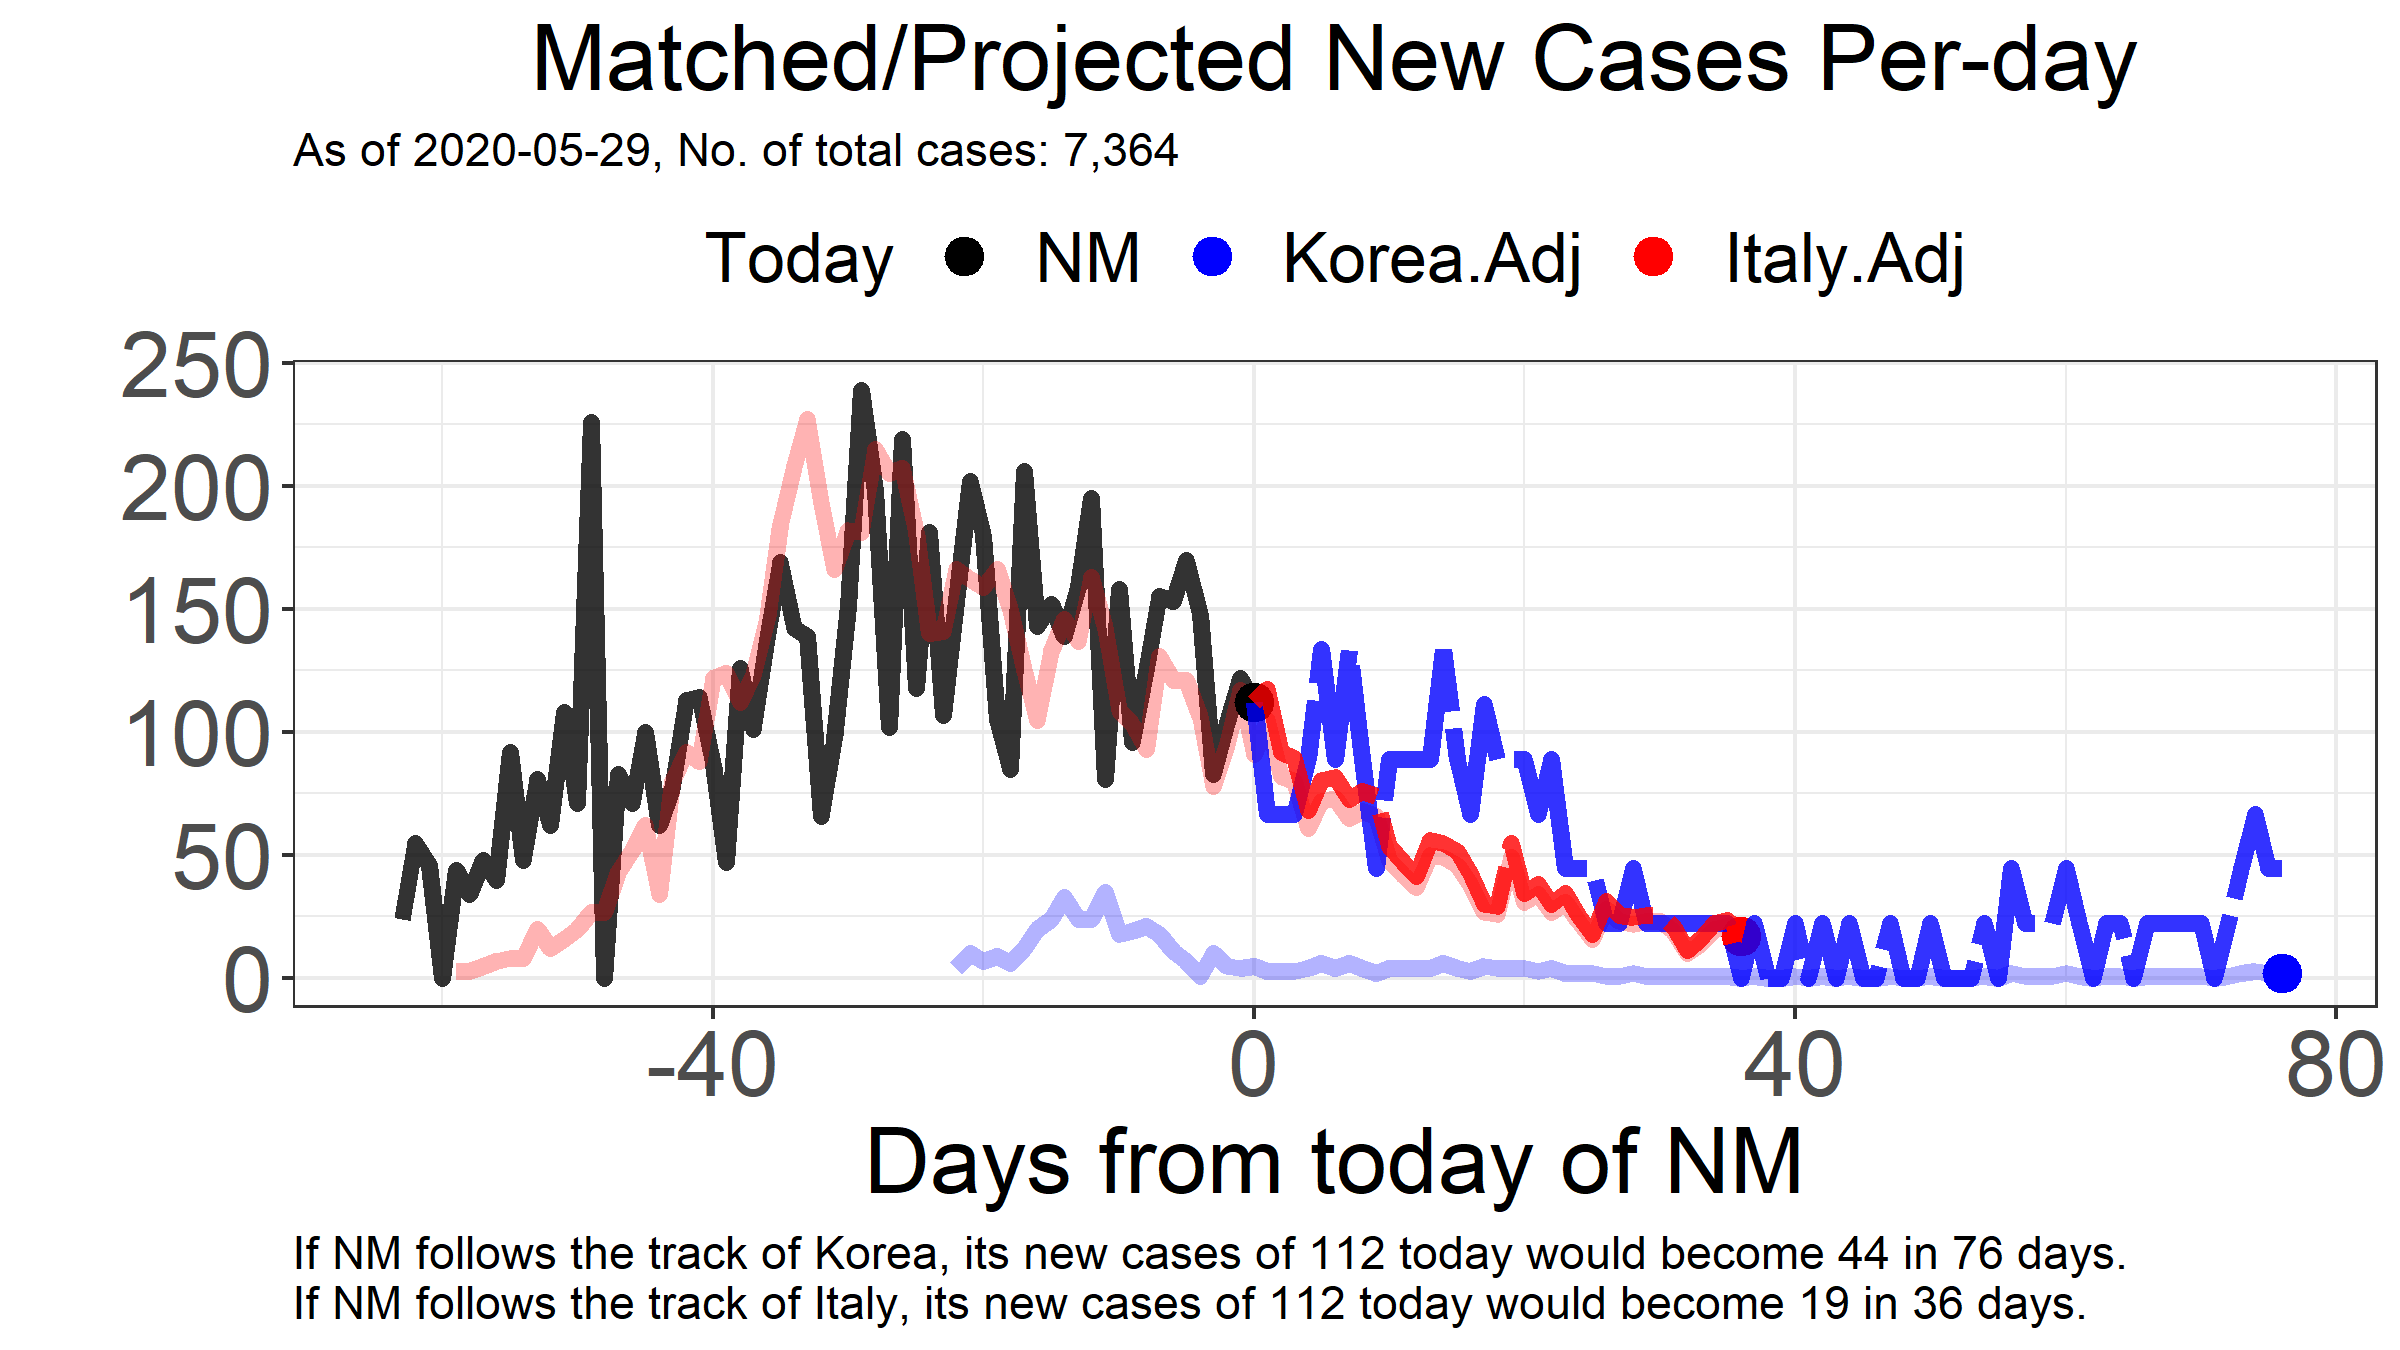 Matched/Projected New Cases Per-day
As of 2020-05-29, No. of total cases: 7,364
Today NM Korea.Adj Italy.Adj
250
200
150
100
50
0
-40 0 40 80
Days from today of NM
If NM follows the track of Korea, its new cases of 112 today would become 44 in 76 days.
If NM follows the track of Italy, its new cases of 112 today would become 19 in 36 days.